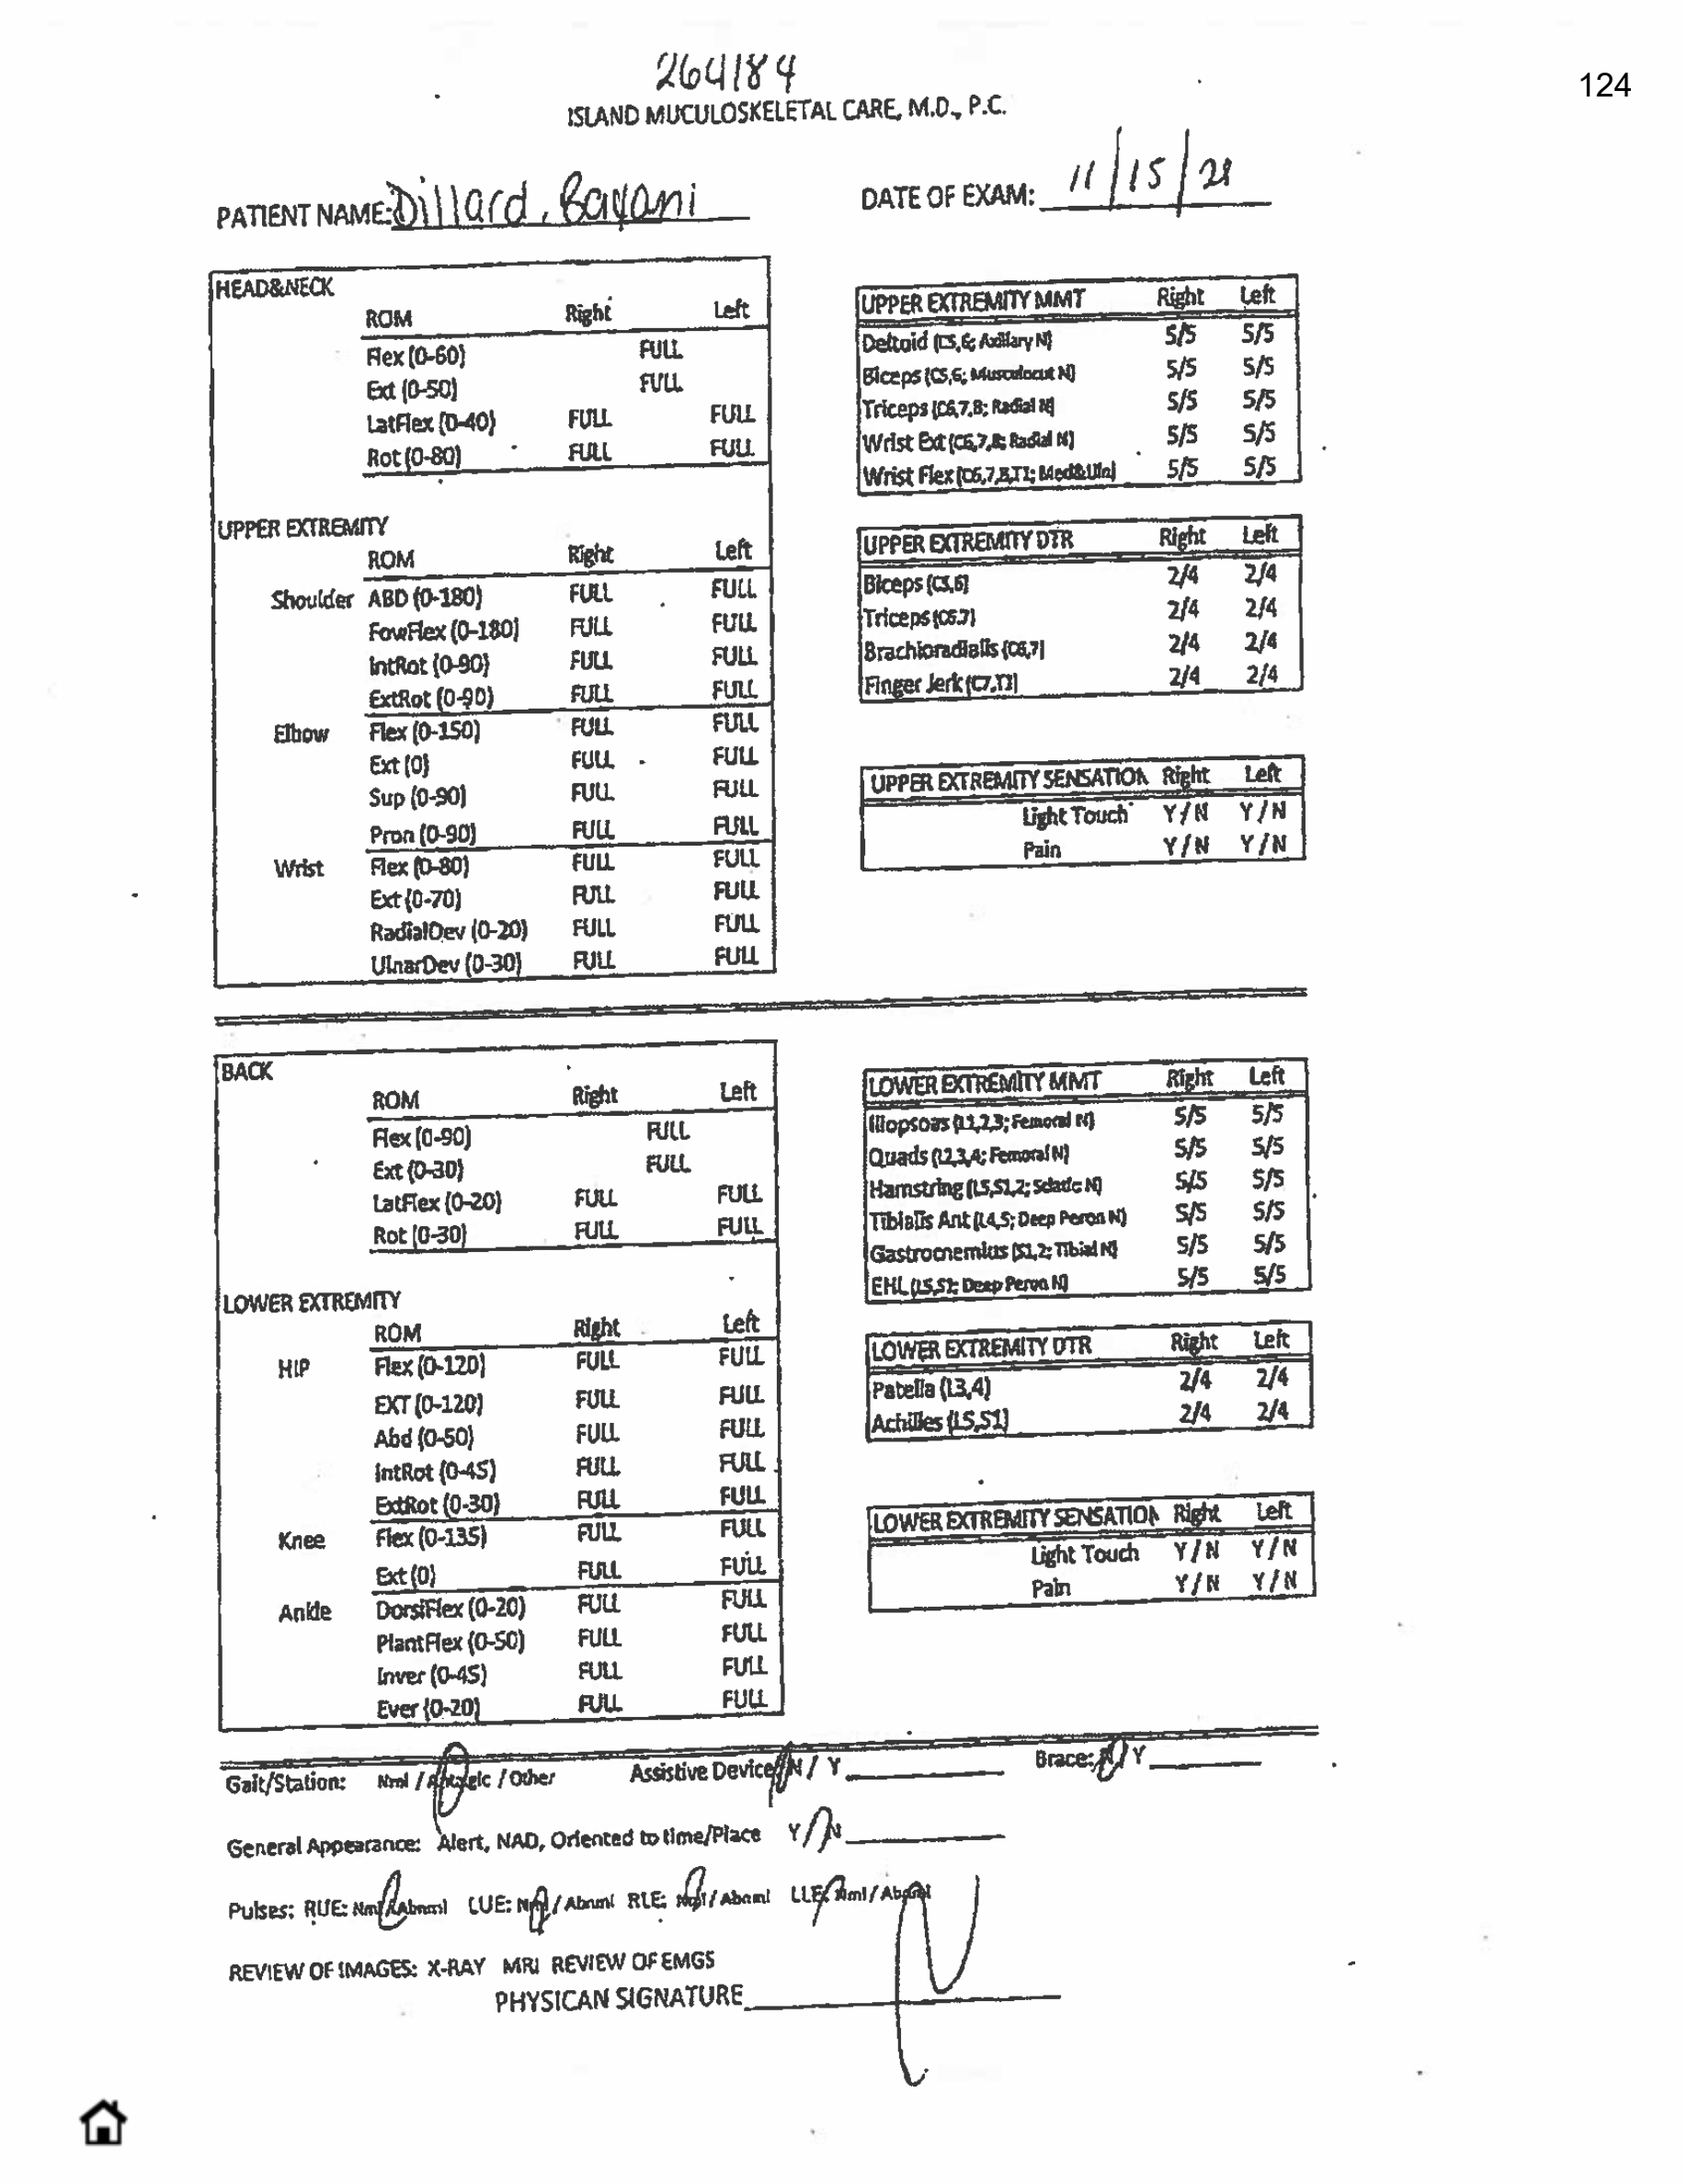 264184
124
ISLAND MUCULOSKELETAL CARE, M.D., P.C.
PATIENT NAME: Dillard, Bayani
DATE OF EXAM: 11/15/21
HEAD&NECK
ROM Right Left
Flex (0-60) FULL
Ext (0-50) FULL
LatFlex (0-40) FULL FULL
Rot (0-80) FULL FULL
UPPER EXTREMITY
ROM Right Left
Shoulder ABD (0-180) FULL FULL
FowFlex (0-180) FULL FULL
IntRot (0-90) FULL FULL
ExtRot (0-90) FULL FULL
Elbow Flex (0-150) FULL FULL
Ext (0) FULL FULL
Sup (0-90) FULL FULL
Pron (0-90) FULL FULL
Wrist Flex (0-80) FULL FULL
Ext (0-70) FULL FULL
RadialDev (0-20) FULL FULL
UlnarDev (0-30) FULL FULL
UPPER EXTREMITY MMT Right Left
Deltoid (C5,6; Axillary N) 5/5 5/5
Biceps (C5,6; Musculocut N) 5/5 5/5
Triceps (C6,7,8; Radial N) 5/5 5/5
Wrist Ext (C6,7,8; Radial N) 5/5 5/5
Wrist Flex (C6,7,8,T1; Med&Uln) 5/5 5/5
UPPER EXTREMITY DTR Right Left
Biceps (C5,6) 2/4 2/4
Triceps (C6,7) 2/4 2/4
Brachioradialis (C6,7) 2/4 2/4
Finger Jerk (C7,T1) 2/4 2/4
UPPER EXTREMITY SENSATION Right Left
Light Touch Y/N Y/N
Pain Y/N Y/N
BACK
ROM Right Left
Flex (0-90) FULL
Ext (0-30) FULL
LatFlex (0-20) FULL FULL
Rot (0-30) FULL FULL
LOWER EXTREMITY
ROM Right Left
HIP Flex (0-120) FULL FULL
EXT (0-120) FULL FULL
Abd (0-50) FULL FULL
IntRot (0-45) FULL FULL
ExtRot (0-30) FULL FULL
Knee Flex (0-135) FULL FULL
Ext (0) FULL FULL
Ankle DorsiFlex (0-20) FULL FULL
PlantFlex (0-50) FULL FULL
Inver (0-45) FULL FULL
Ever (0-20) FULL FULL
LOWER EXTREMITY MMT Right Left
Iliopsoas (L1,2,3; Femoral N) 5/5 5/5
Quads (L2,3,4; Femoral N) 5/5 5/5
Hamstring (L5,S1,2; Sciatic N) 5/5 5/5
Tibialis Ant (L4,5; Deep Peron N) 5/5 5/5
Gastrocnemius (S1,2; Tibial N) 5/5 5/5
EHL (L5,S1; Deep Peron N) 5/5 5/5
LOWER EXTREMITY DTR Right Left
Patella (L3,4) 2/4 2/4
Achilles (L5,S1) 2/4 2/4
LOWER EXTREMITY SENSATION Right Left
Light Touch Y/N Y/N
Pain Y/N Y/N
Gait/Station: Nml / Antalgic / Other Assistive Device: N / Y Brace: N / Y
General Appearance: Alert, NAD, Oriented to time/Place Y / N
Pulses: RUE: Nml/Abnml LUE: Nml/Abnml RLE: Nml/Abnml LLE: Nml/Abnml
REVIEW OF IMAGES: X-RAY MRI REVIEW OF EMGS
PHYSICAN SIGNATURE